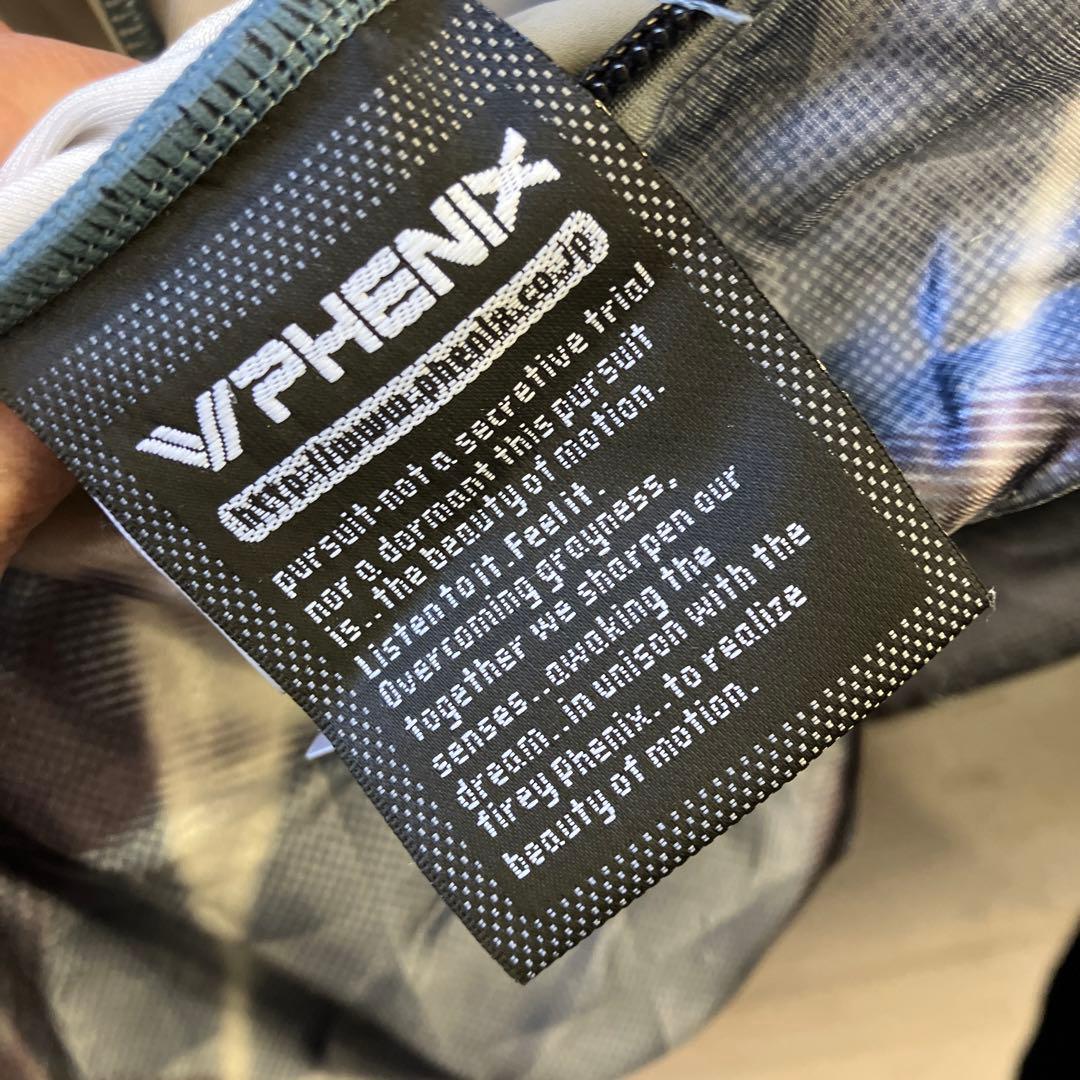 PHENIX
http://www.phenix.co.jp
pursuit-not a secretive trial
nor a dormant this pursuit
is..the beauty of motion.
Listen to it. Feel it.
Overcoming grayness,
together we sharpen our
senses..awaking the
dream..in unison with the
firey Phenix...to realize
beauty of motion.